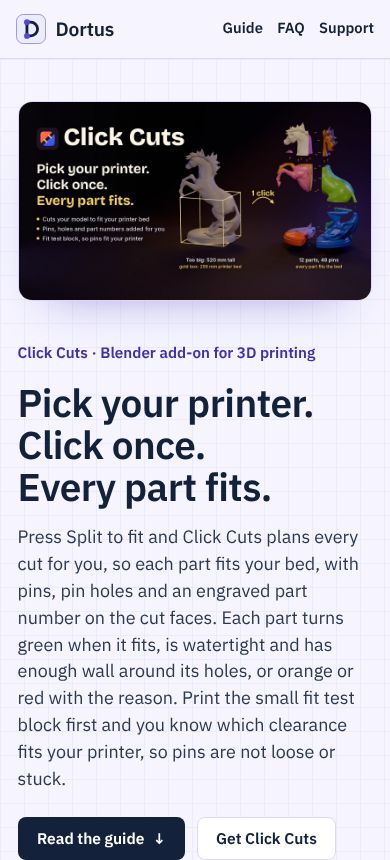 Dortus
Guide FAQ Support
Click Cuts
Pick your printer.
Click once.
Every part fits.
Cuts your model to fit your printer bed
Pins, holes and part numbers added for you
Fit test block, so pins fit your printer
1 click
Too big: 520 mm tall
gold box: 256 mm printer bed
12 parts, 49 pins
every part fits the bed
Click Cuts · Blender add-on for 3D printing
Pick your printer.
Click once.
Every part fits.
Press Split to fit and Click Cuts plans every
cut for you, so each part fits your bed, with
pins, pin holes and an engraved part
number on the cut faces. Each part turns
green when it fits, is watertight and has
enough wall around its holes, or orange or
red with the reason. Print the small fit test
block first and you know which clearance
fits your printer, so pins are not loose or
stuck.
Read the guide ↓
Get Click Cuts